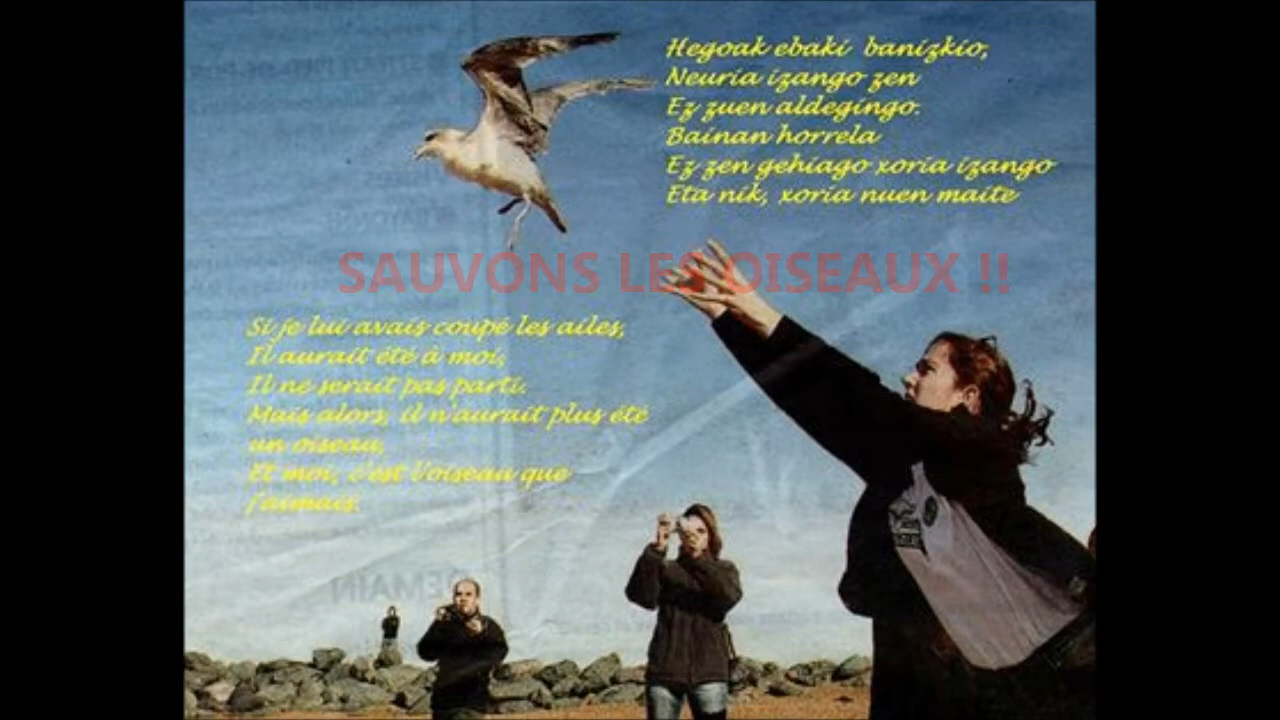 Hegoak ebaki banizkio,
Neuria izango zen
Ez zuen aldegingo.
Bainan horrela
Ez zen gehiago xoria izango
Eta nik, xoria nuen maite
SAUVONS LES OISEAUX !!
Si je lui avais coupé les ailes,
Il aurait été à moi,
Il ne serait pas parti.
Mais alors, il n'aurait plus été
un oiseau,
Et moi, c'est l'oiseau que
j'aimais.
DEMAIN